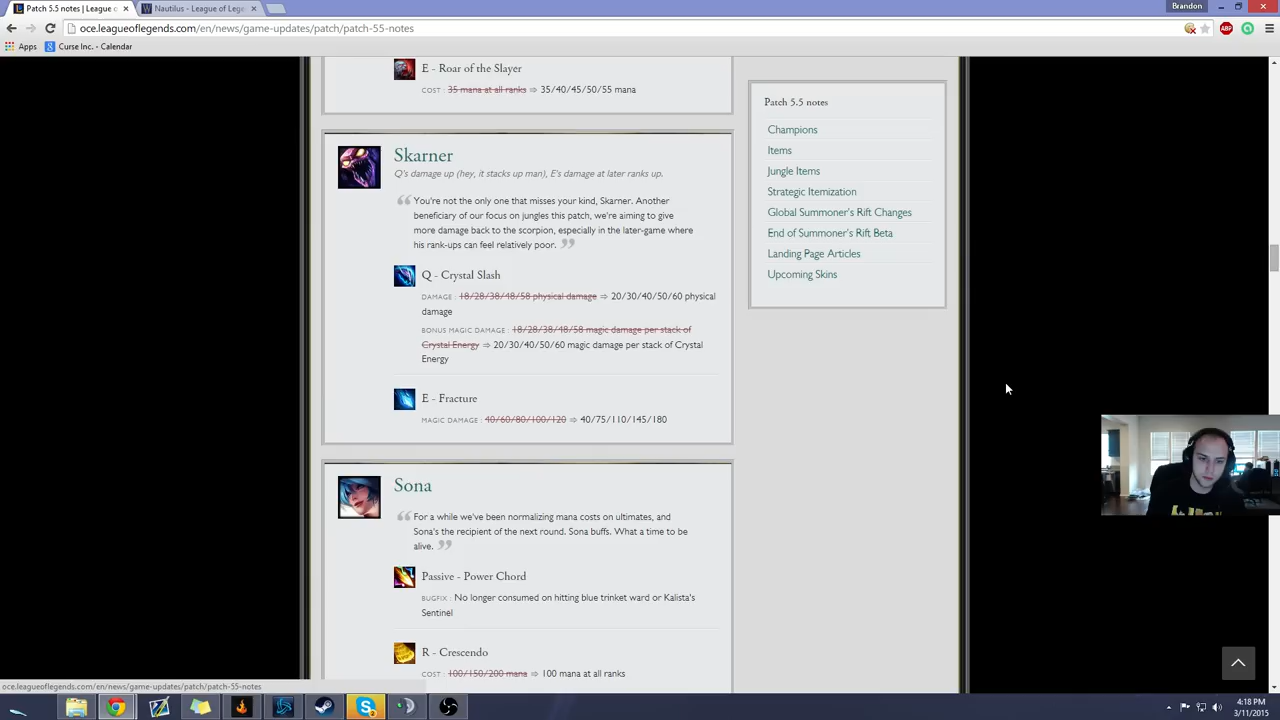 Patch 5.5 notes | League o
Nautilus - League of Lege
Brandon
oce.leagueoflegends.com/en/news/game-updates/patch/patch-55-notes
ABP
Apps
Curse Inc. - Calendar
E - Roar of the Slayer
COST : 35 mana at all ranks ⇒ 35/40/45/50/55 mana
Skarner
Q's damage up (hey, it stacks up man), E's damage at later ranks up.
You're not the only one that misses your kind, Skarner. Another
beneficiary of our focus on jungles this patch, we're aiming to give
more damage back to the scorpion, especially in the later-game where
his rank-ups can feel relatively poor.
Q - Crystal Slash
DAMAGE : 18/28/38/48/58 physical damage ⇒ 20/30/40/50/60 physical
damage
BONUS MAGIC DAMAGE : 18/28/38/48/58 magic damage per stack of
Crystal Energy ⇒ 20/30/40/50/60 magic damage per stack of Crystal
Energy
E - Fracture
MAGIC DAMAGE : 40/60/80/100/120 ⇒ 40/75/110/145/180
Sona
For a while we've been normalizing mana costs on ultimates, and
Sona's the recipient of the next round. Sona buffs. What a time to be
alive.
Passive - Power Chord
BUGFIX : No longer consumed on hitting blue trinket ward or Kalista's
Sentinel
R - Crescendo
COST : 100/150/200 mana ⇒ 100 mana at all ranks
Patch 5.5 notes
Champions
Items
Jungle Items
Strategic Itemization
Global Summoner's Rift Changes
End of Summoner's Rift Beta
Landing Page Articles
Upcoming Skins
oce.leagueoflegends.com/en/news/game-updates/patch/patch-55-notes
4:18 PM
3/11/2015